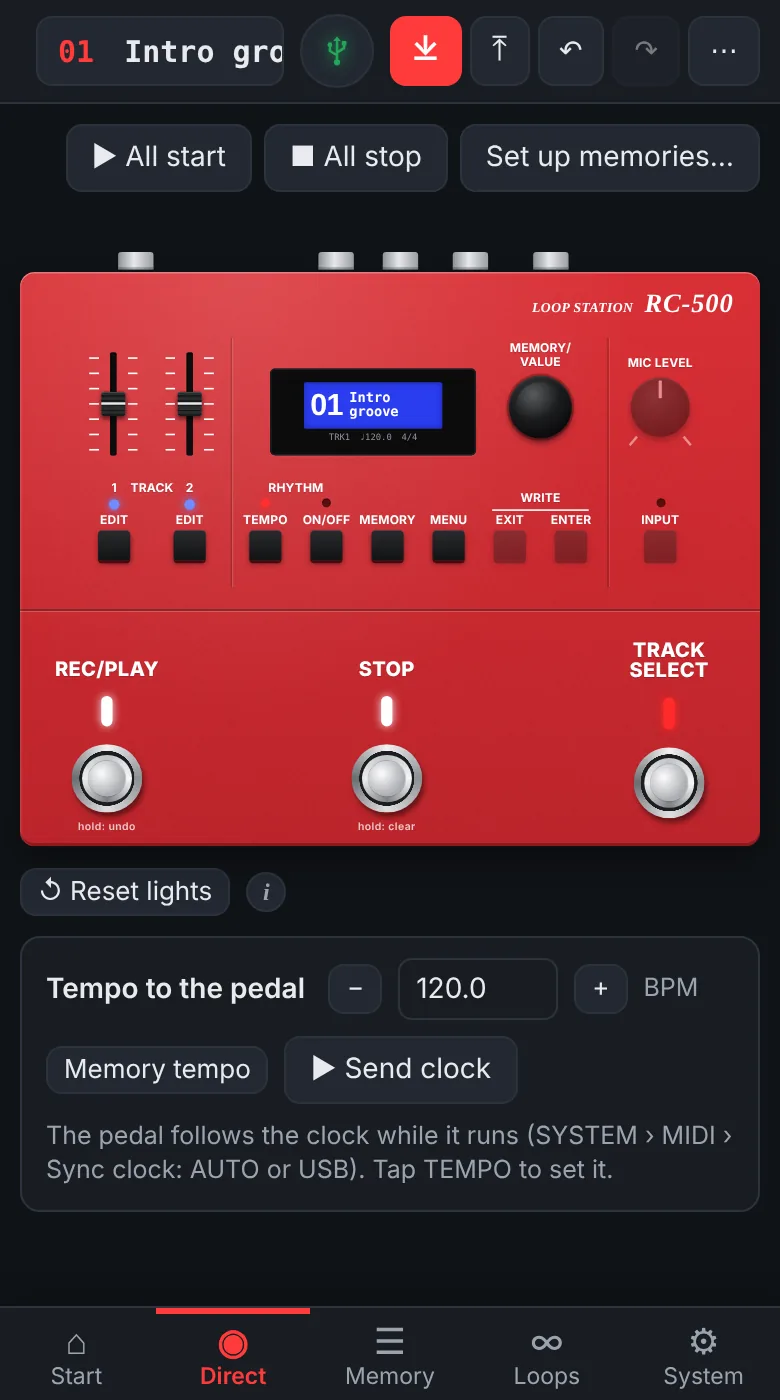 01 Intro gro
All start
All stop
Set up memories...
LOOP STATION RC-500
MEMORY/
VALUE
MIC LEVEL
01 Intro
groove
TRK1 ♩120.0 4/4
1 TRACK 2
RHYTHM
WRITE
EDIT
EDIT
TEMPO
ON/OFF
MEMORY
MENU
EXIT
ENTER
INPUT
REC/PLAY
STOP
TRACK
SELECT
hold: undo
hold: clear
Reset lights
i
Tempo to the pedal
−
120.0
+
BPM
Memory tempo
Send clock
The pedal follows the clock while it runs (SYSTEM › MIDI ›
Sync clock: AUTO or USB). Tap TEMPO to set it.
Start
Direct
Memory
Loops
System